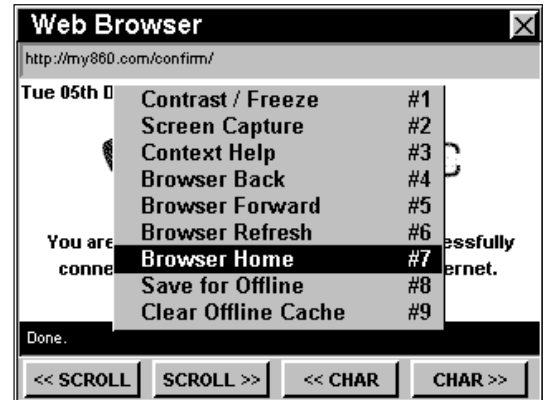 Web Browser
http://my860.com/confirm/
Tue 05th D
Contrast / Freeze #1
Screen Capture #2
Context Help #3
Browser Back #4
Browser Forward #5
Browser Refresh #6
Browser Home #7
Save for Offline #8
Clear Offline Cache #9
You are essfully
conne ernet.
Done.
<< SCROLL SCROLL >> << CHAR CHAR >>